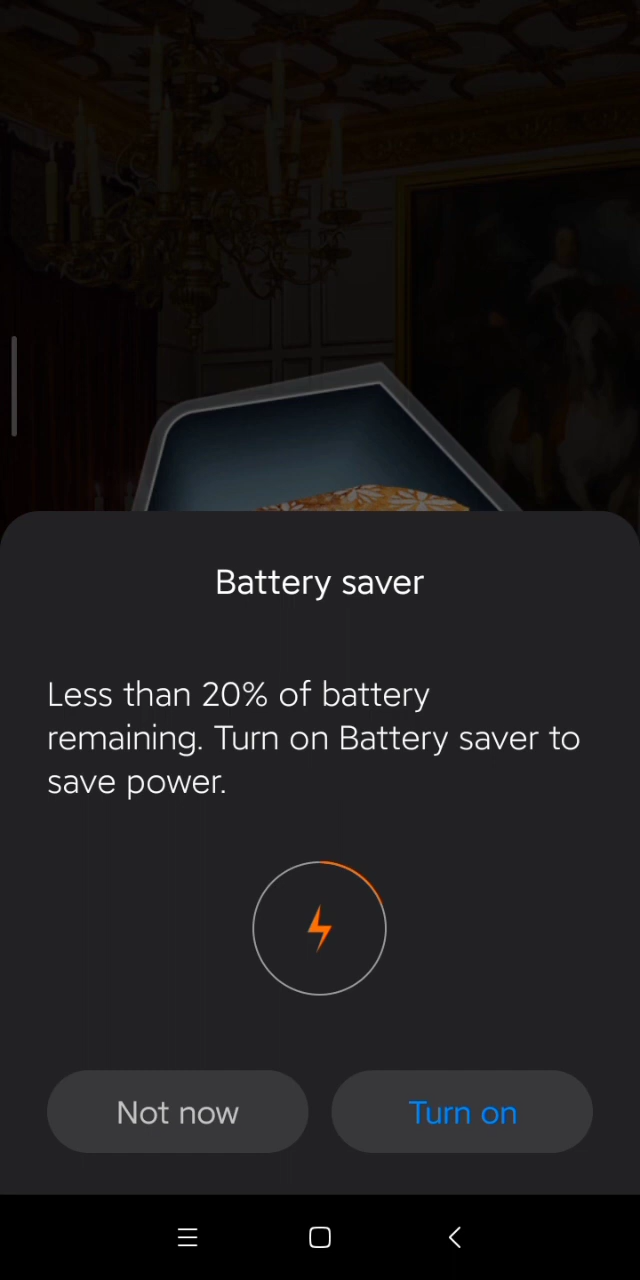 Battery saver
Less than 20% of battery
remaining. Turn on Battery saver to
save power.
Not now
Turn on